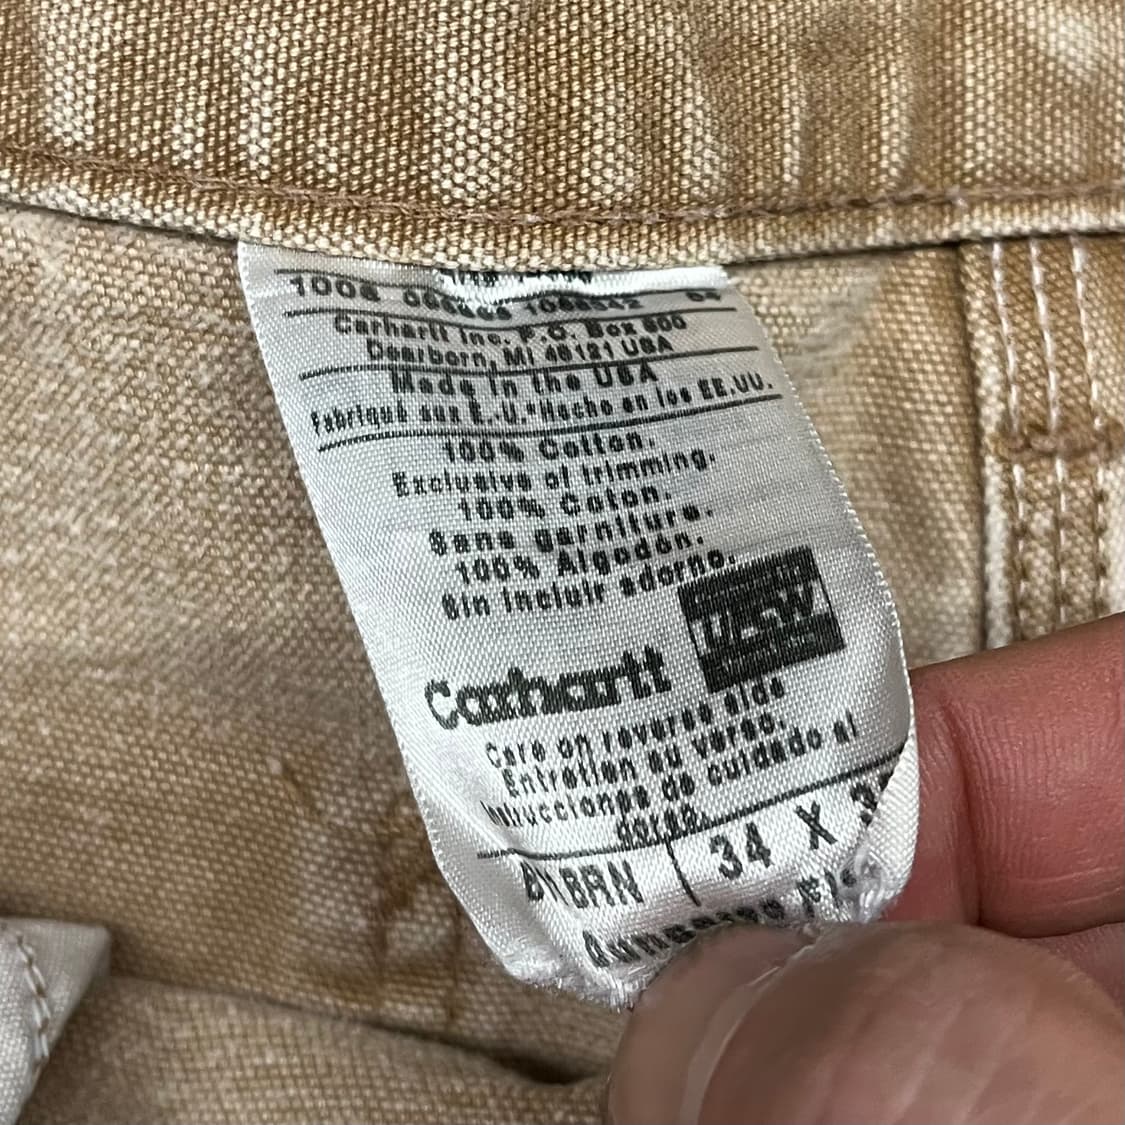 Carhartt Inc. P.O. Box 600
Dearborn, MI 48121 USA
Made in the USA
Fabriqué aux É.-U.*Hecho en los EE.UU.
100% Cotton.
Exclusive of trimming.
100% Coton.
Sans garniture.
100% Algodón.
Sin incluir adorno.
UAW
Carhartt
Care on reverse side
Entretien au verso.
Instrucciones de cuidado al
dorso.
BRN 34 X